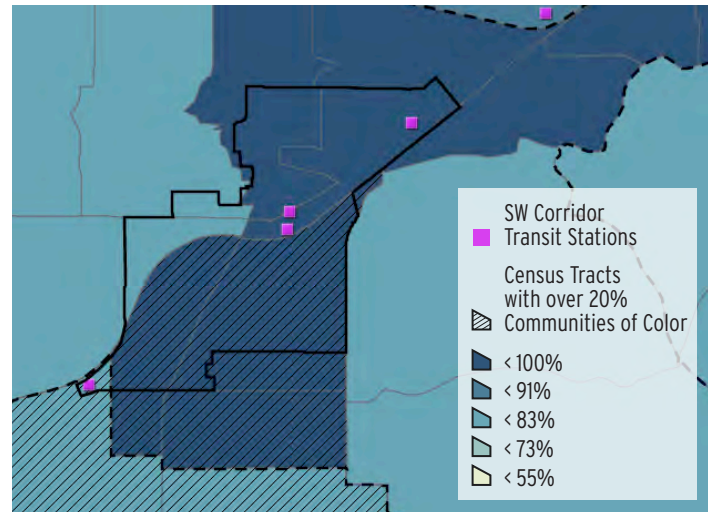 SW Corridor
Transit Stations
Census Tracts
with over 20%
Communities of Color
< 100%
< 91%
< 83%
< 73%
< 55%